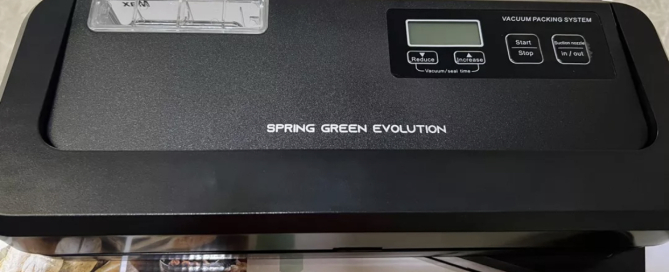 VACUUM PACKING SYSTEM
Reduce
Increase
Vacuum/seal time
Start
Stop
Suction nozzle
in / out
SPRING GREEN EVOLUTION